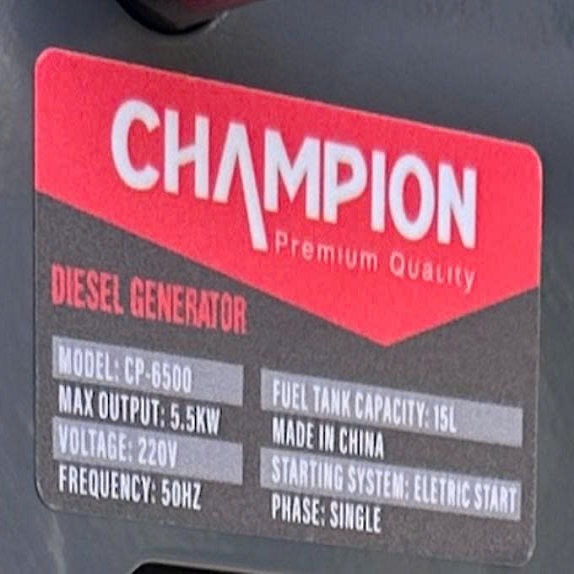 CHAMPION
Premium Quality
DIESEL GENERATOR
MODEL: CP-6500
MAX OUTPUT: 5.5KW
VOLTAGE: 220V
FREQUENCY: 50HZ
FUEL TANK CAPACITY: 15L
MADE IN CHINA
STARTING SYSTEM: ELETRIC START
PHASE: SINGLE